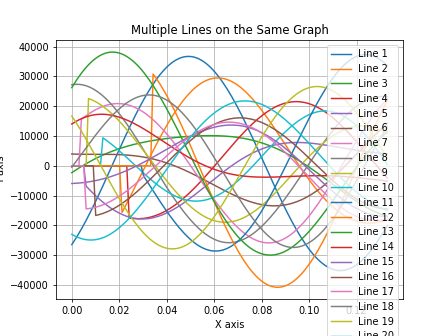 Multiple Lines on the Same Graph
40000
30000
20000
10000
0
−10000
−20000
−30000
−40000
0.00
0.02
0.04
0.06
0.08
0.10
X axis
Line 1
Line 2
Line 3
Line 4
Line 5
Line 6
Line 7
Line 8
Line 9
Line 10
Line 11
Line 12
Line 13
Line 14
Line 15
Line 16
Line 17
Line 18
Line 19
Line 20